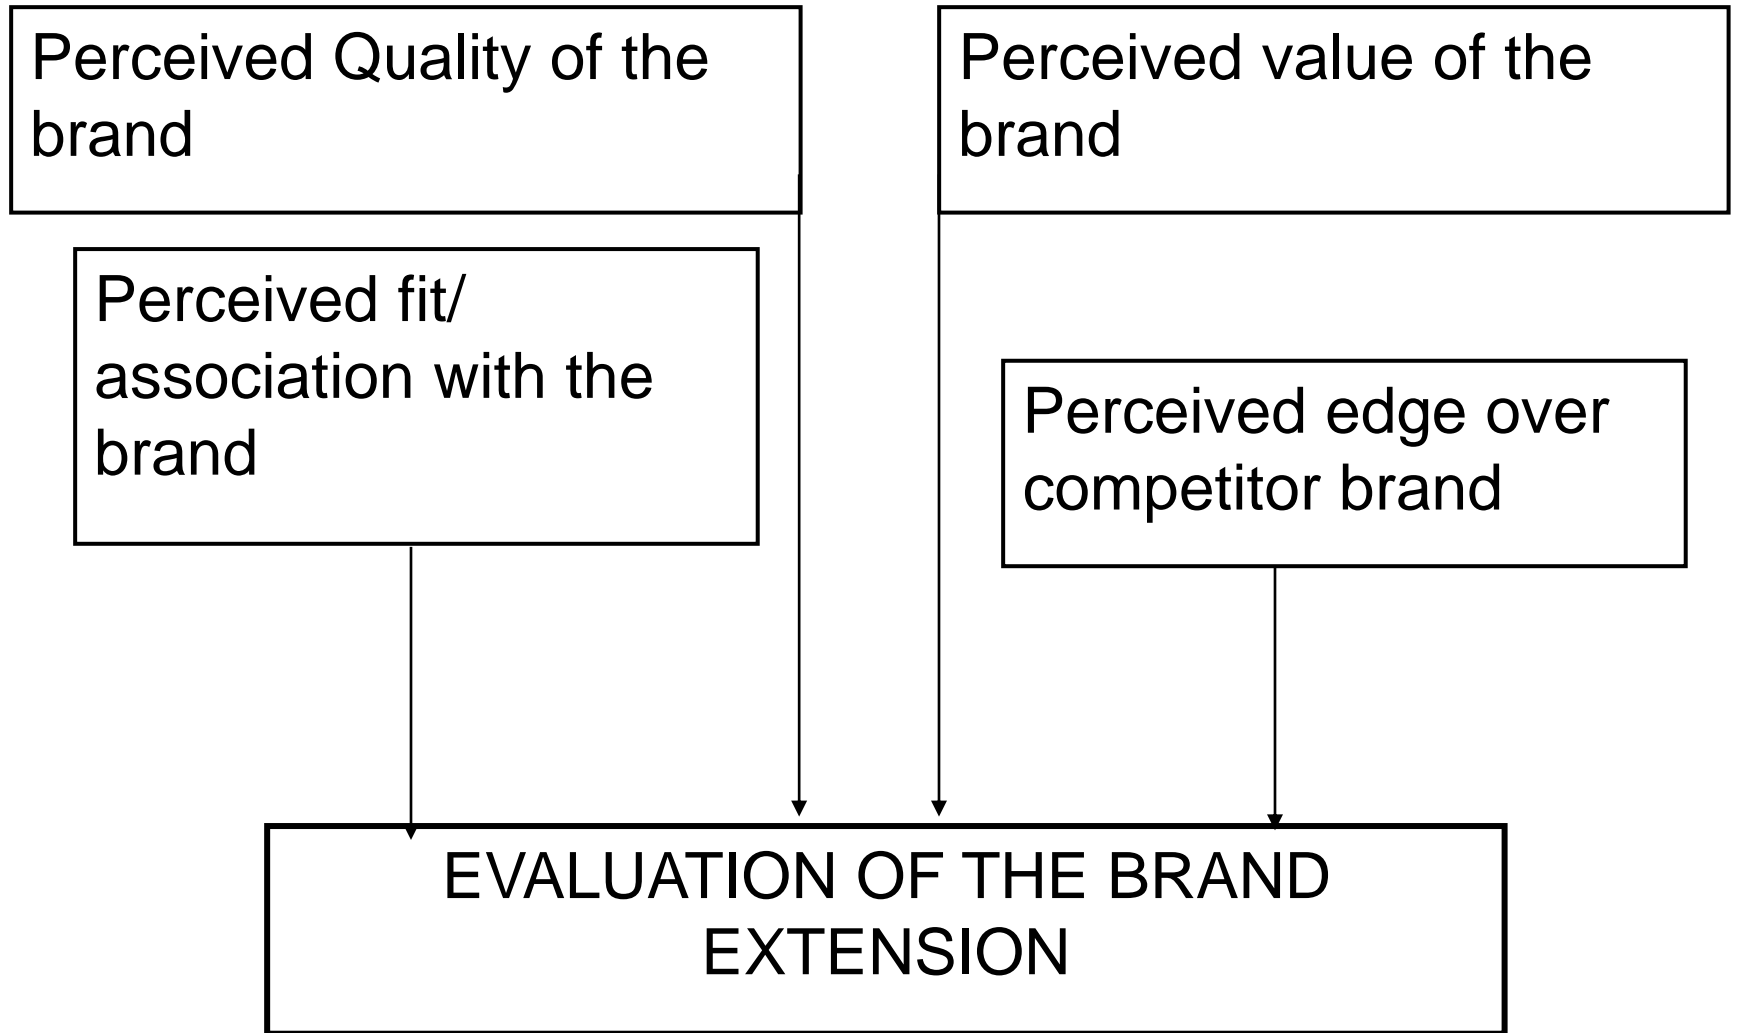 Perceived Quality of the
brand
Perceived value of the
brand
Perceived fit/
association with the
brand
Perceived edge over
competitor brand
EVALUATION OF THE BRAND
EXTENSION